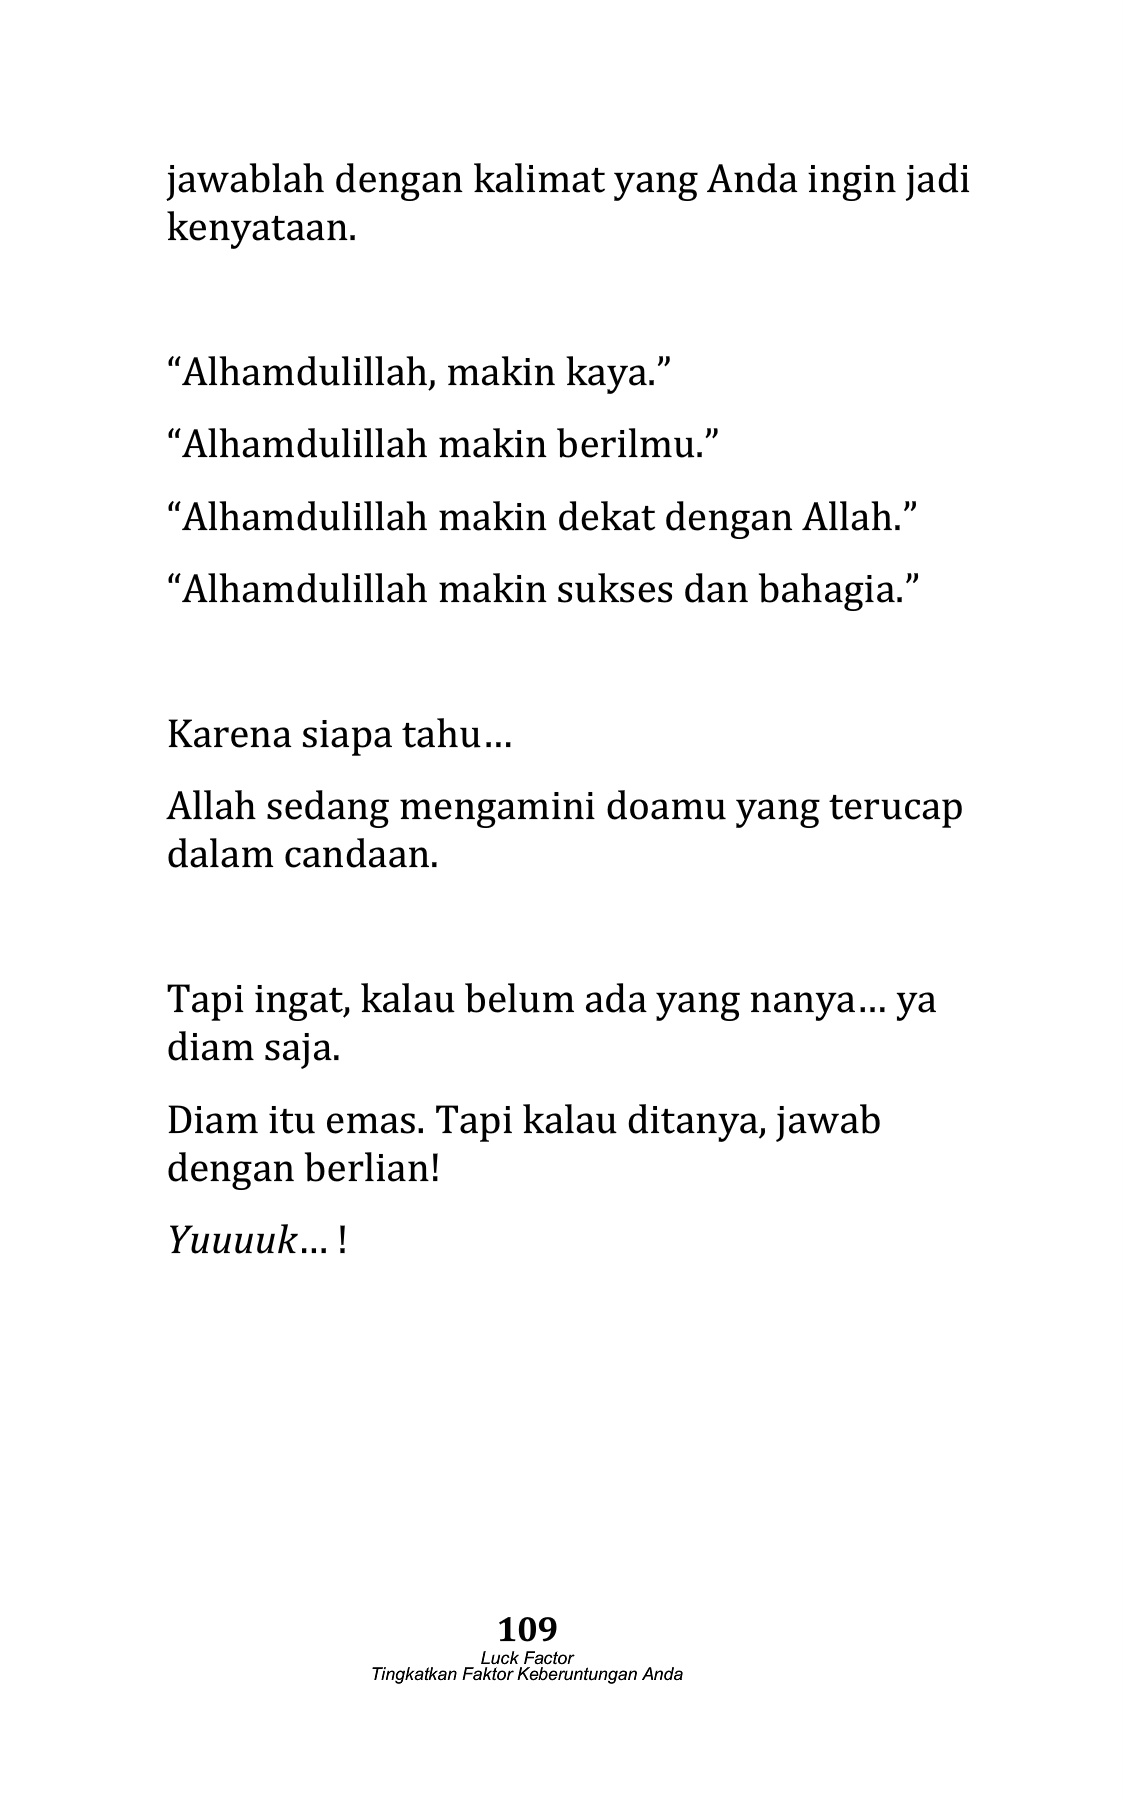 jawablah dengan kalimat yang Anda ingin jadi
kenyataan.
“Alhamdulillah, makin kaya.”
“Alhamdulillah makin berilmu.”
“Alhamdulillah makin dekat dengan Allah.”
“Alhamdulillah makin sukses dan bahagia.”
Karena siapa tahu…
Allah sedang mengamini doamu yang terucap
dalam candaan.
Tapi ingat, kalau belum ada yang nanya… ya
diam saja.
Diam itu emas. Tapi kalau ditanya, jawab
dengan berlian!
Yuuuuk… !
109
Luck Factor
Tingkatkan Faktor Keberuntungan Anda